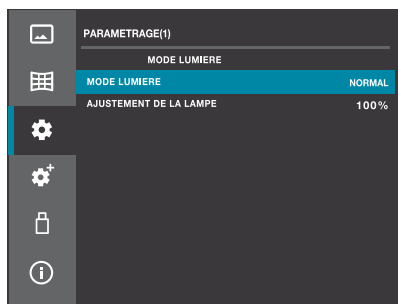 PARAMETRAGE(1)
MODE LUMIERE
MODE LUMIERE NORMAL
AJUSTEMENT DE LA LAMPE 100%